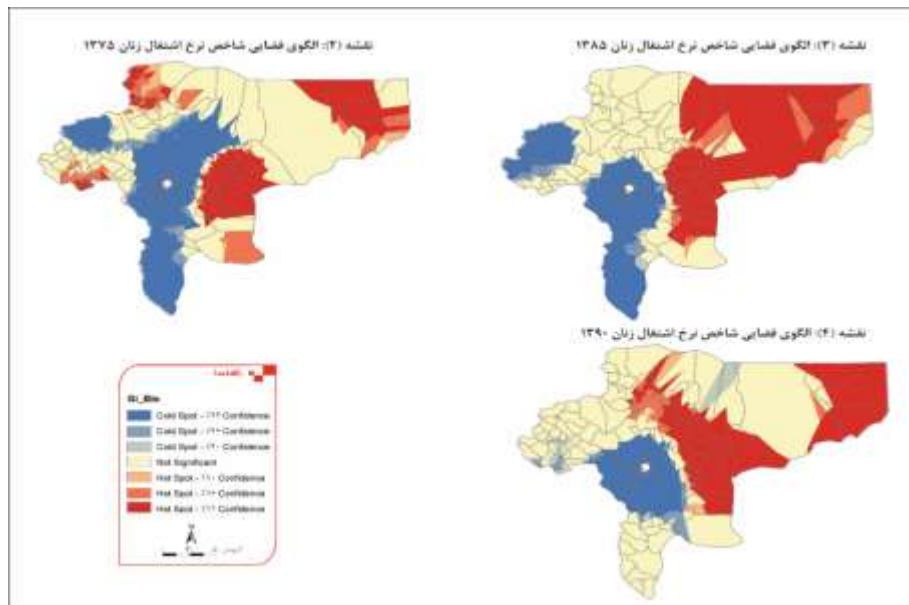 نقشه (۲): الگوی فضایی شاخص نرخ اشتغال زنان ۱۳۷۵
نقشه (۳): الگوی فضایی شاخص نرخ اشتغال زنان ۱۳۸۵
نقشه (۴): الگوی فضایی شاخص نرخ اشتغال زنان ۱۳۹۰
Gi_Bin
Cold Spot - Confidence
Cold Spot - Confidence
Cold Spot - Confidence
Not Significant
Hot Spot - Confidence
Hot Spot - Confidence
Hot Spot - Confidence